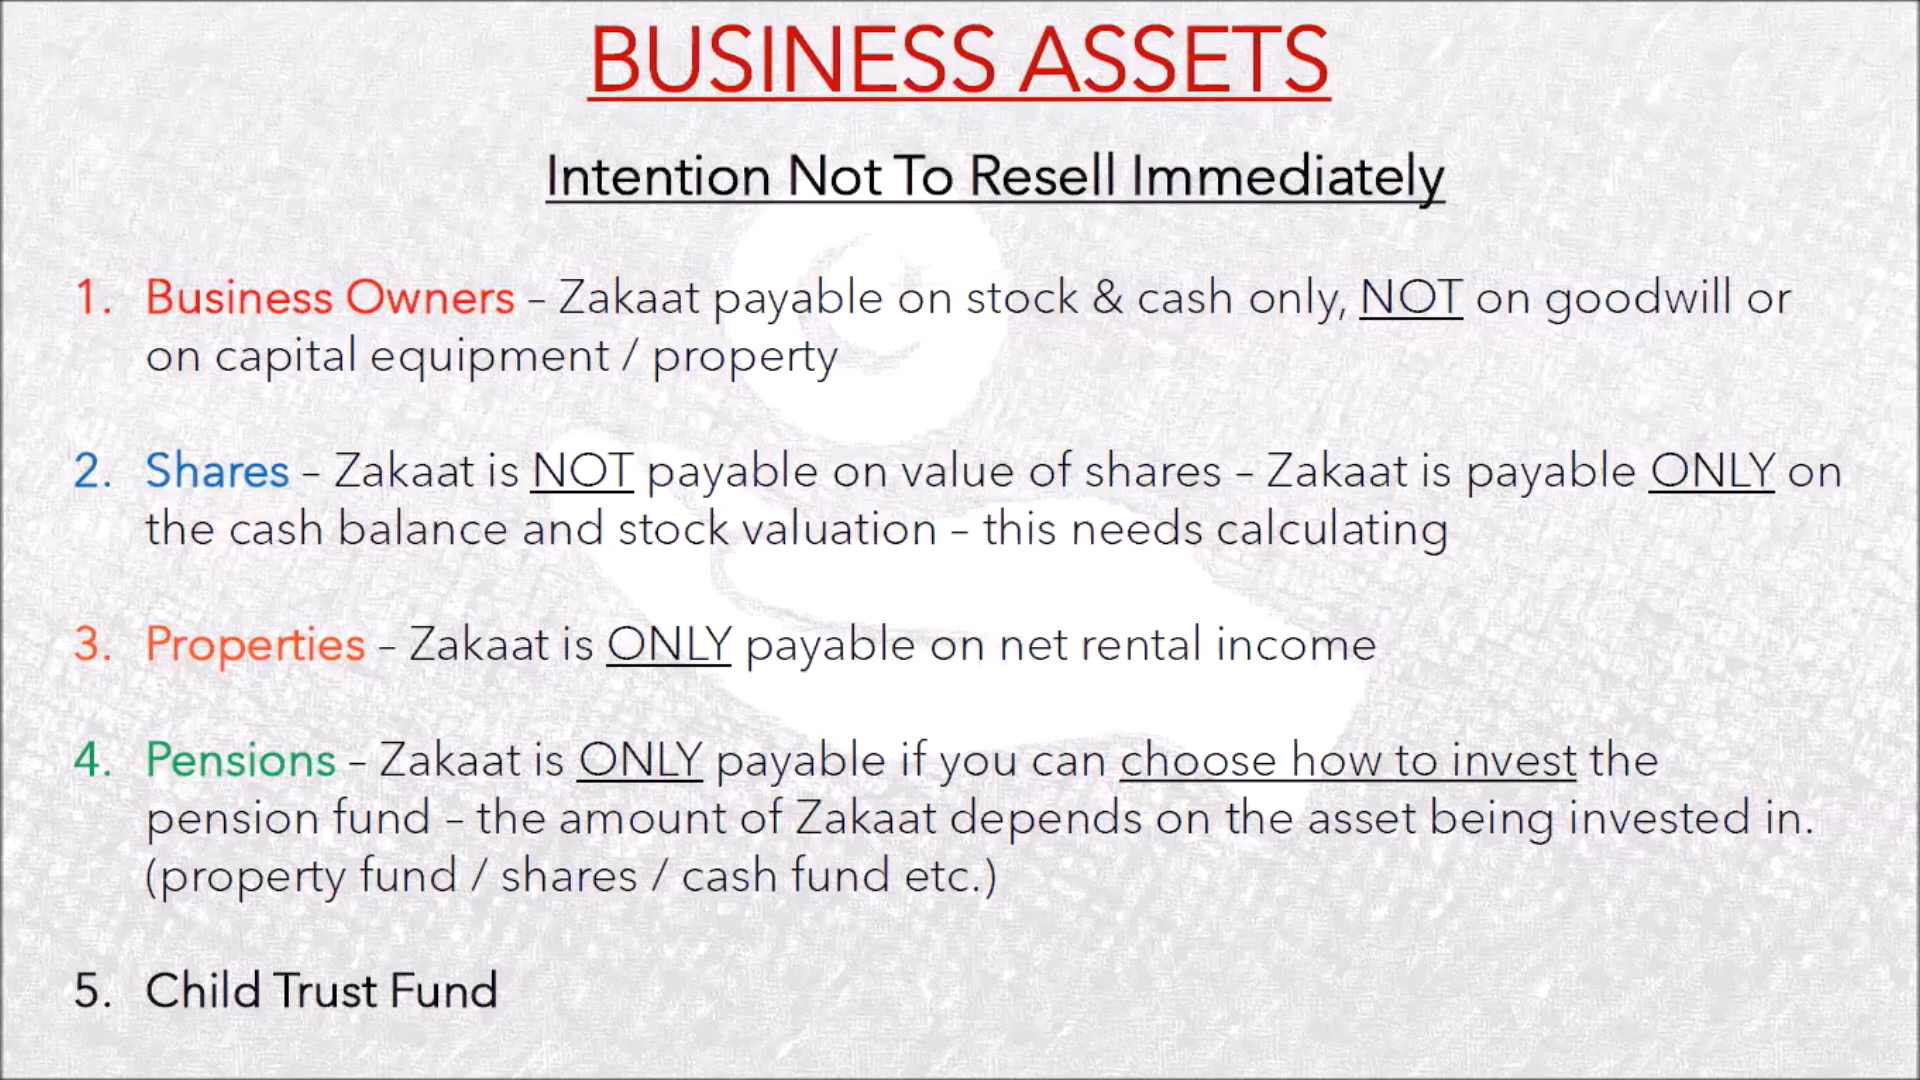 BUSINESS ASSETS
Intention Not To Resell Immediately
1. Business Owners – Zakaat payable on stock & cash only, NOT on goodwill or
on capital equipment / property
2. Shares – Zakaat is NOT payable on value of shares – Zakaat is payable ONLY on
the cash balance and stock valuation – this needs calculating
3. Properties – Zakaat is ONLY payable on net rental income
4. Pensions – Zakaat is ONLY payable if you can choose how to invest the
pension fund – the amount of Zakaat depends on the asset being invested in.
(property fund / shares / cash fund etc.)
5. Child Trust Fund